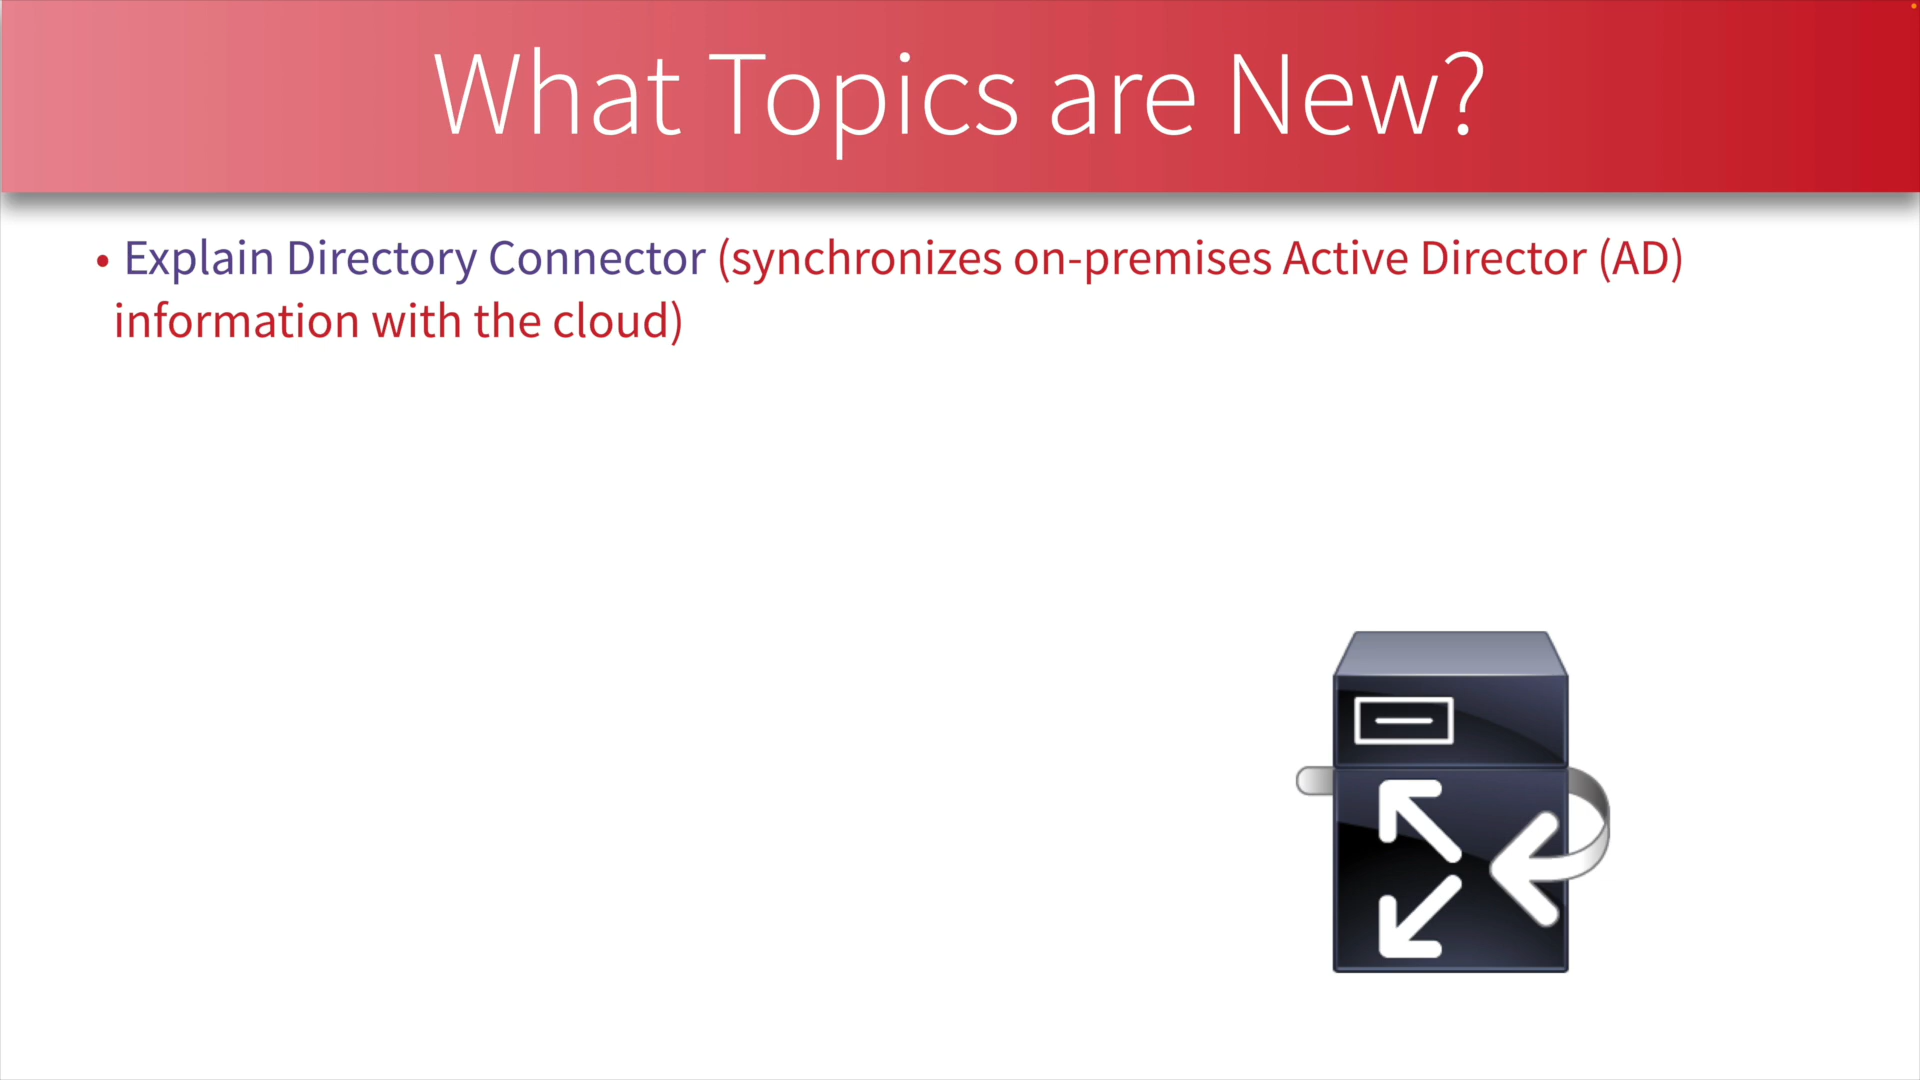 What Topics are New?
• Explain Directory Connector (synchronizes on-premises Active Director (AD)
information with the cloud)